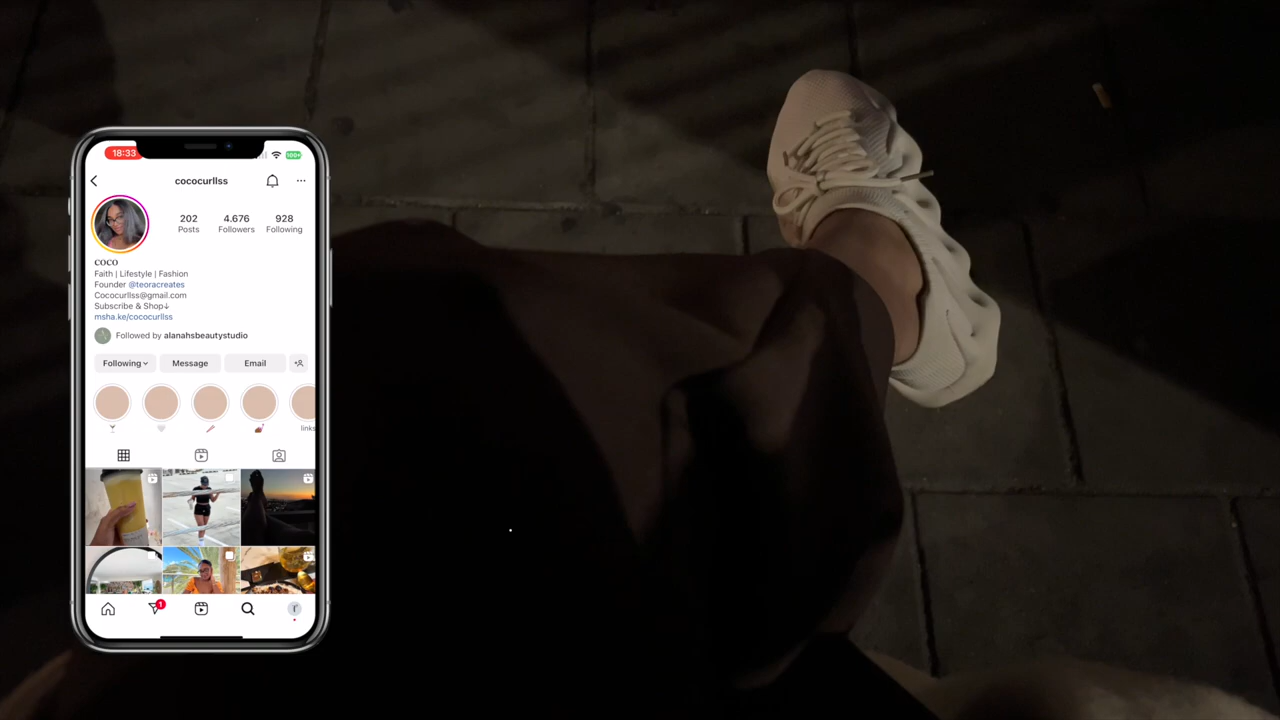 18:33
100+
cococurllss
202 4.676 928
Posts Followers Following
COCO
Faith | Lifestyle | Fashion
Founder @teoracreates
Cococurllss@gmail.com
Subscribe & Shop↓
msha.ke/cococurllss
Followed by alanahsbeautystudio
Following Message Email
links
1
T